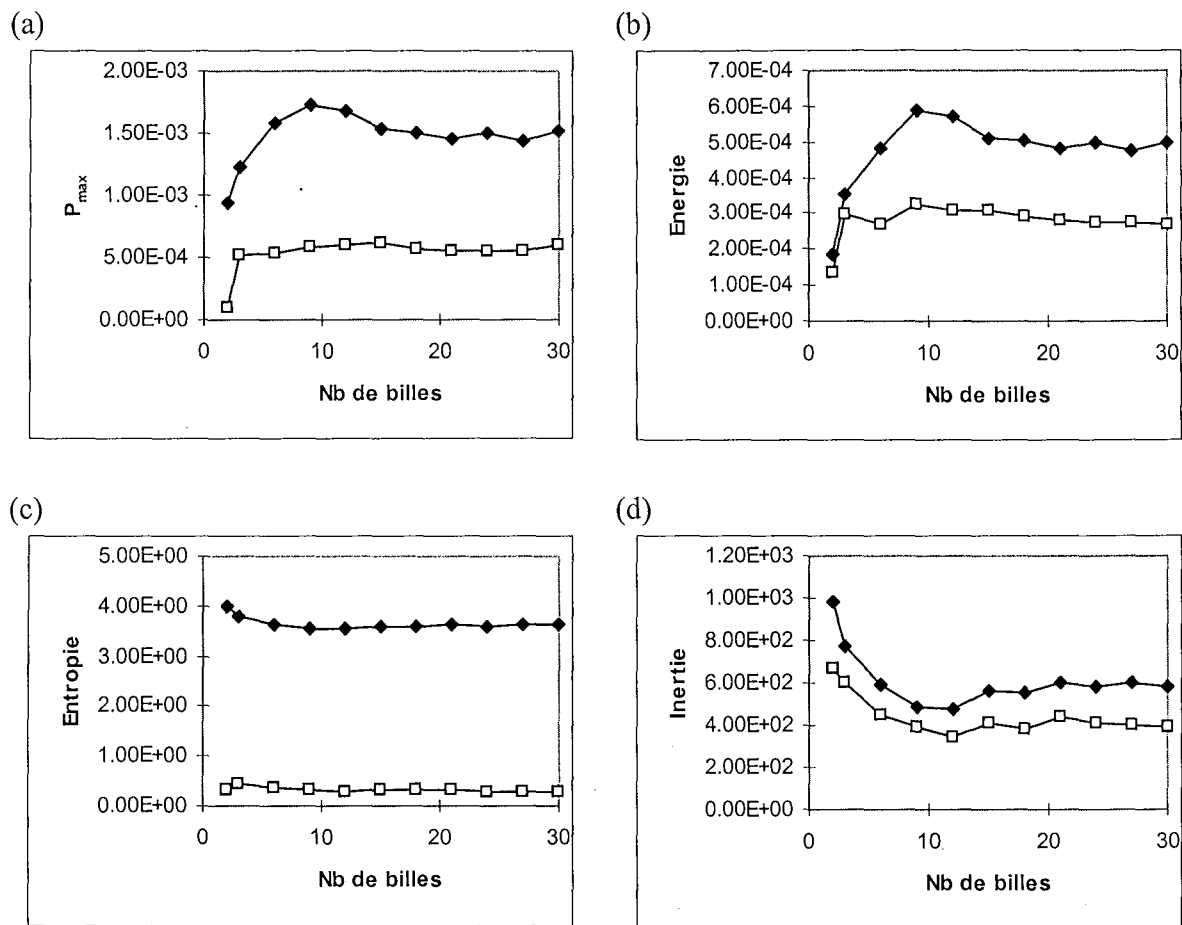 (a)
2.00E-03
1.50E-03
1.00E-03
5.00E-04
0.00E+00
Pmax
0 10 20 30
Nb de billes
(b)
7.00E-04
6.00E-04
5.00E-04
4.00E-04
3.00E-04
2.00E-04
1.00E-04
0.00E+00
Energie
0 10 20 30
Nb de billes
(c)
5.00E+00
4.00E+00
3.00E+00
2.00E+00
1.00E+00
0.00E+00
Entropie
0 10 20 30
Nb de billes
(d)
1.20E+03
1.00E+03
8.00E+02
6.00E+02
4.00E+02
2.00E+02
0.00E+00
Inertie
0 10 20 30
Nb de billes